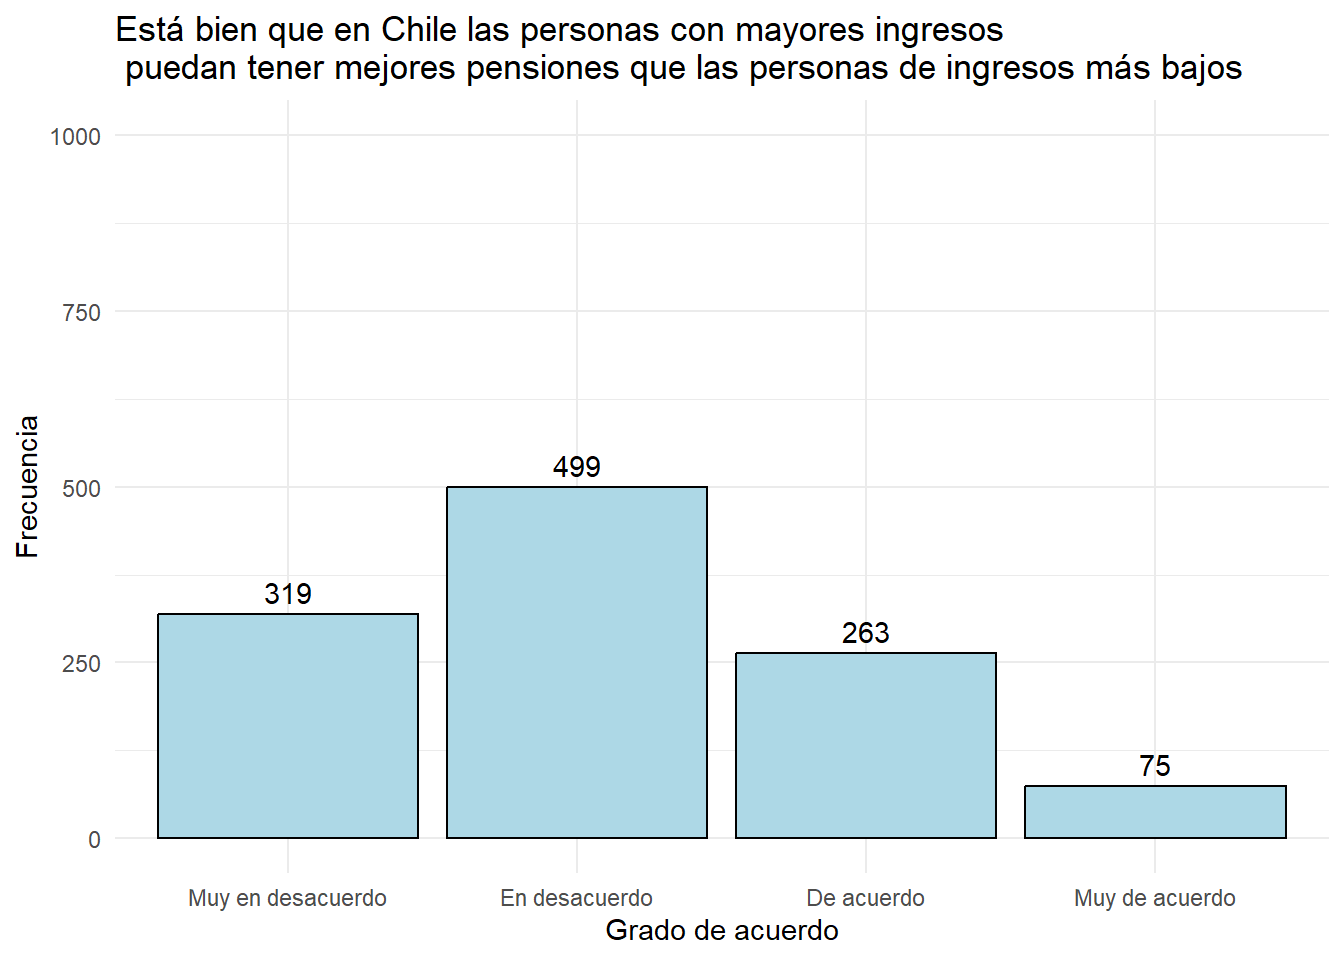 Está bien que en Chile las personas con mayores ingresos
puedan tener mejores pensiones que las personas de ingresos más bajos
1000
750
500
250
0
Frecuencia
319
499
263
75
Muy en desacuerdo
En desacuerdo
De acuerdo
Muy de acuerdo
Grado de acuerdo